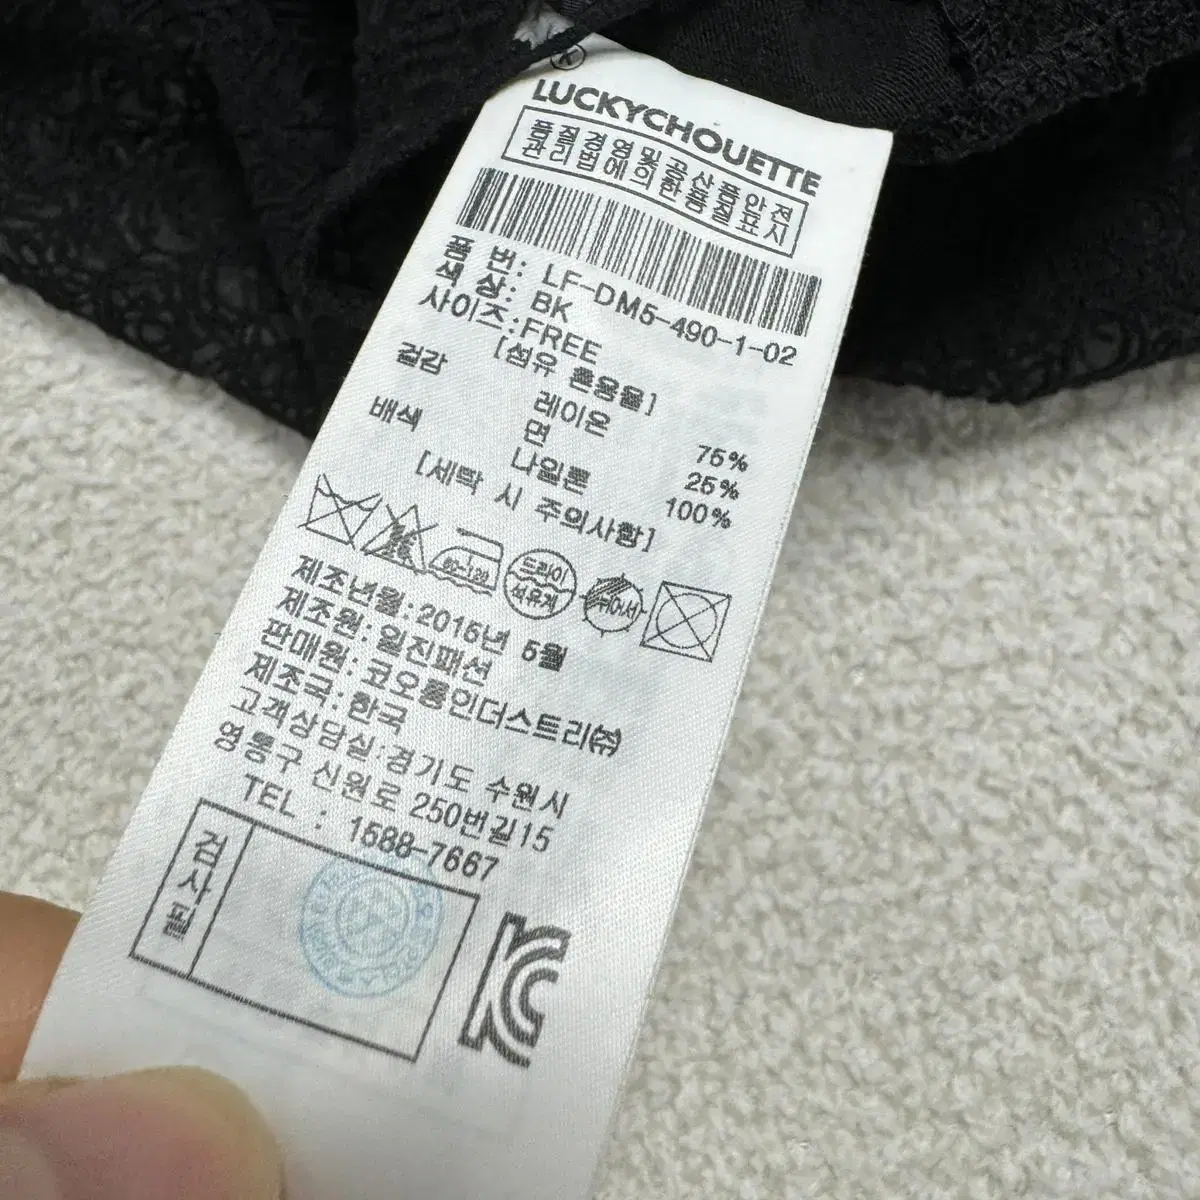 LUCKYCHOUETTE
품질경영및공산품안전
관리법에의한품질표시
품 번: LF-DM5-490-1-02
색 상: BK
사이즈:FREE
[섬유 혼용율]
겉감 레이온 75%
면 25%
배색 나일론 100%
[세탁 시 주의사항]
80~120
드라이
석유계
제조년월:2015년 5월
제조원:일진패션
판매원:코오롱인더스트리㈜
제조국:한국
고객상담실:경기도 수원시
영통구 신원로 250번길15
TEL : 1588-7667
검사필